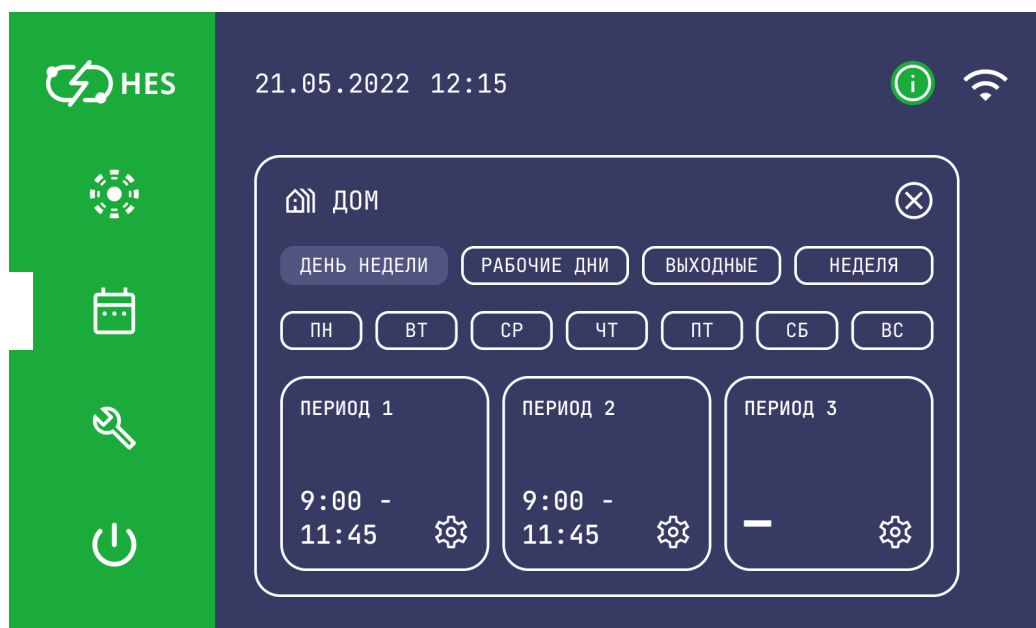 HES
21.05.2022 12:15
ДОМ
ДЕНЬ НЕДЕЛИ РАБОЧИЕ ДНИ ВЫХОДНЫЕ НЕДЕЛЯ
ПН ВТ СР ЧТ ПТ СБ ВС
ПЕРИОД 1 ПЕРИОД 2 ПЕРИОД 3
9:00 - 9:00 -
11:45 11:45 –